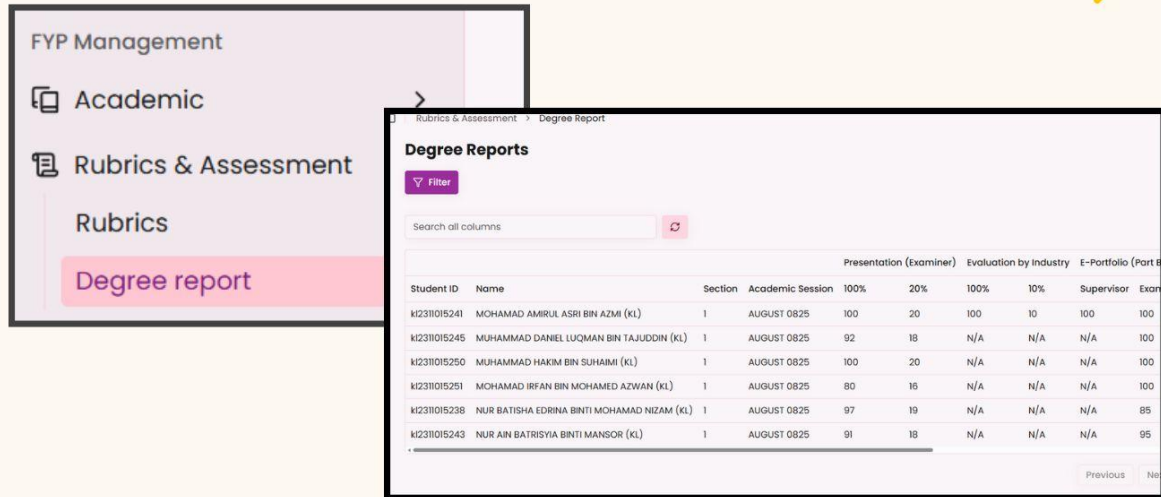 FYP Management
Academic
Rubrics & Assessment
Rubrics
Degree report
Rubrics & Assessment > Degree Report
Degree Reports
Filter
Search all columns
Presentation (Examiner) Evaluation by Industry E-Portfolio (Part B
Student ID Name Section Academic Session 100% 20% 100% 10% Supervisor Exam
kl2311015241 MOHAMAD AMIRUL ASRI BIN AZMI (KL) 1 AUGUST 0825 100 20 100 10 100 100
kl2311015245 MUHAMMAD DANIEL LUQMAN BIN TAJUDDIN (KL) 1 AUGUST 0825 92 18 N/A N/A N/A 100
kl2311015250 MUHAMMAD HAKIM BIN SUHAIMI (KL) 1 AUGUST 0825 100 20 N/A N/A N/A 100
kl2311015251 MOHAMAD IRFAN BIN MOHAMED AZWAN (KL) 1 AUGUST 0825 80 16 N/A N/A N/A 100
kl2311015238 NUR BATISHA EDRINA BINTI MOHAMAD NIZAM (KL) 1 AUGUST 0825 97 19 N/A N/A N/A 85
kl2311015243 NUR AIN BATRISYIA BINTI MANSOR (KL) 1 AUGUST 0825 91 18 N/A N/A N/A 95
Previous Ne